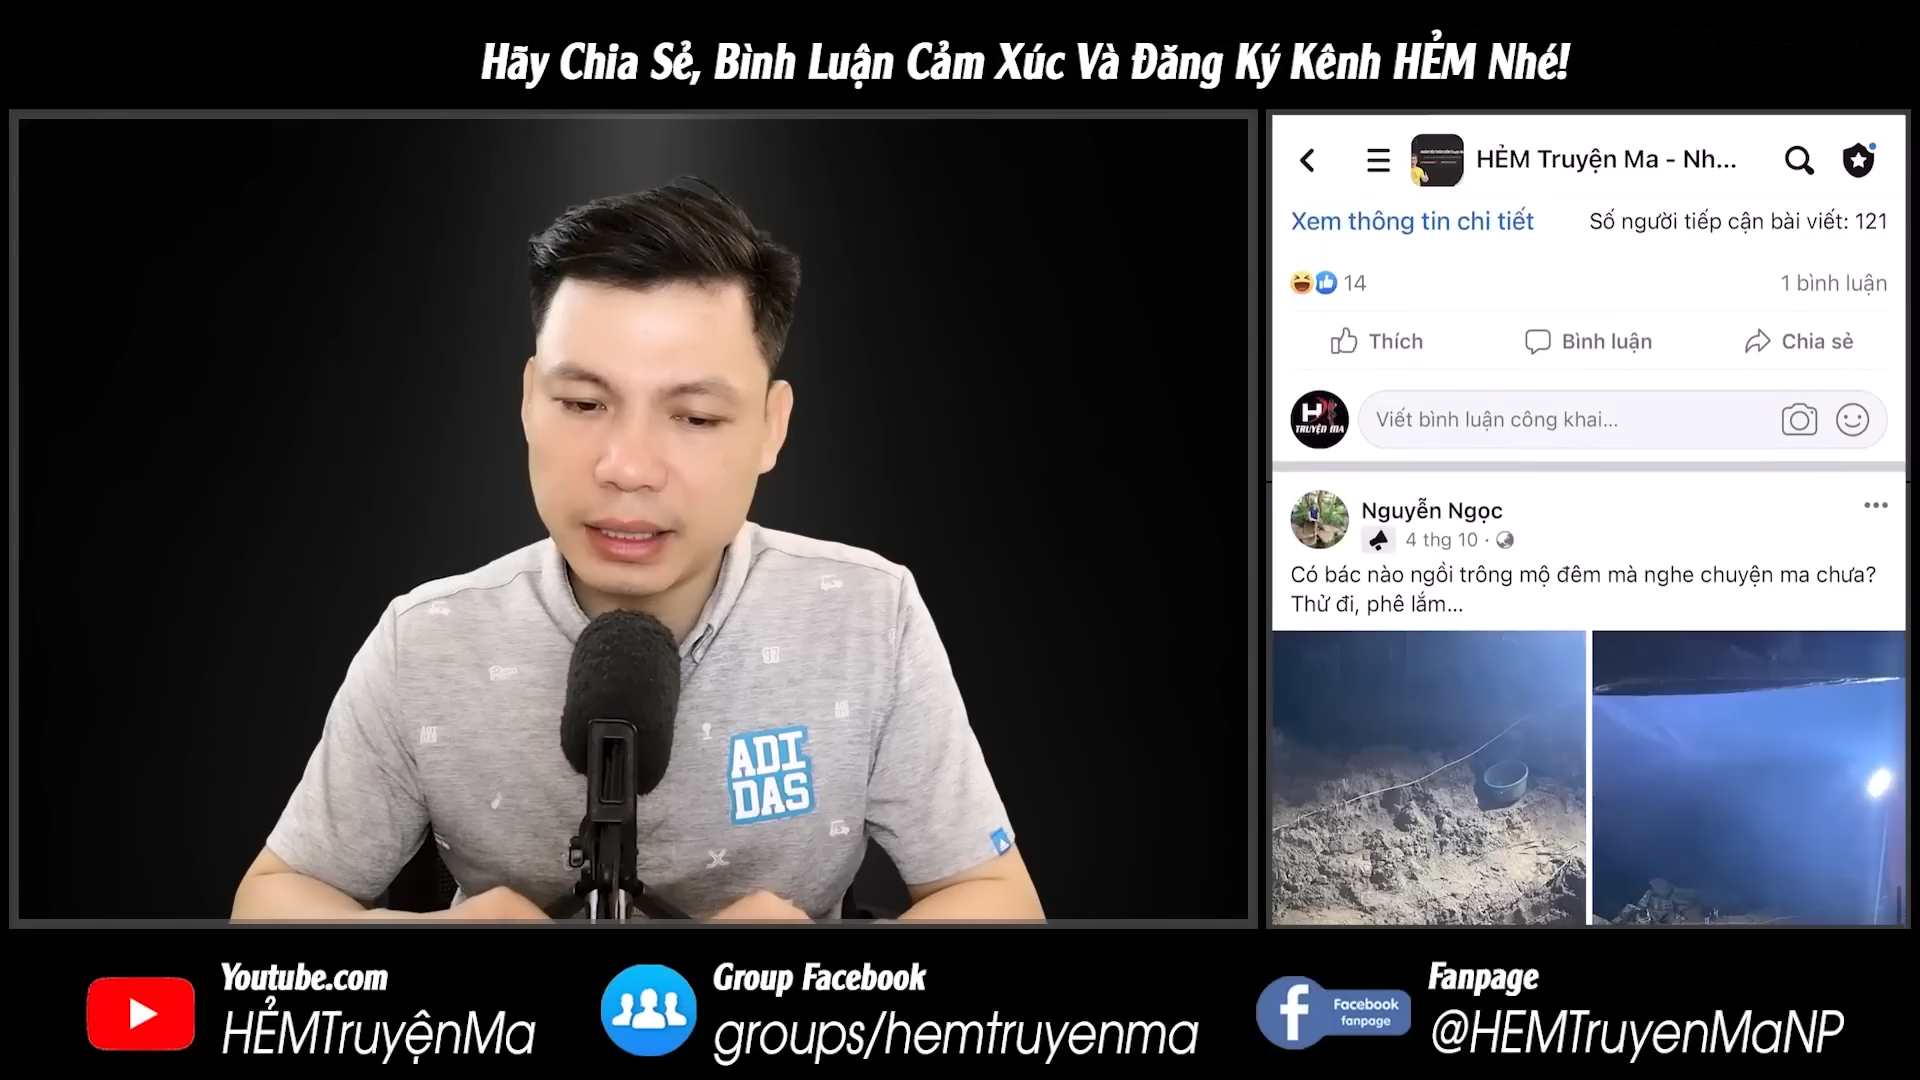 Hãy Chia Sẻ, Bình Luận Cảm Xúc Và Đăng Ký Kênh HẺM Nhé!
HẺM Truyện Ma - Nh...
Xem thông tin chi tiết
Số người tiếp cận bài viết: 121
14
1 bình luận
Thích
Bình luận
Chia sẻ
H
TRUYỆN MA
Viết bình luận công khai...
Nguyễn Ngọc
4 thg 10
Có bác nào ngồi trông mộ đêm mà nghe chuyện ma chưa?
Thử đi, phê lắm...
ADI
DAS
97
Youtube.com
HẺMTruyệnMa
Group Facebook
groups/hemtruyenma
Facebook
fanpage
Fanpage
@HEMTruyenMaNP